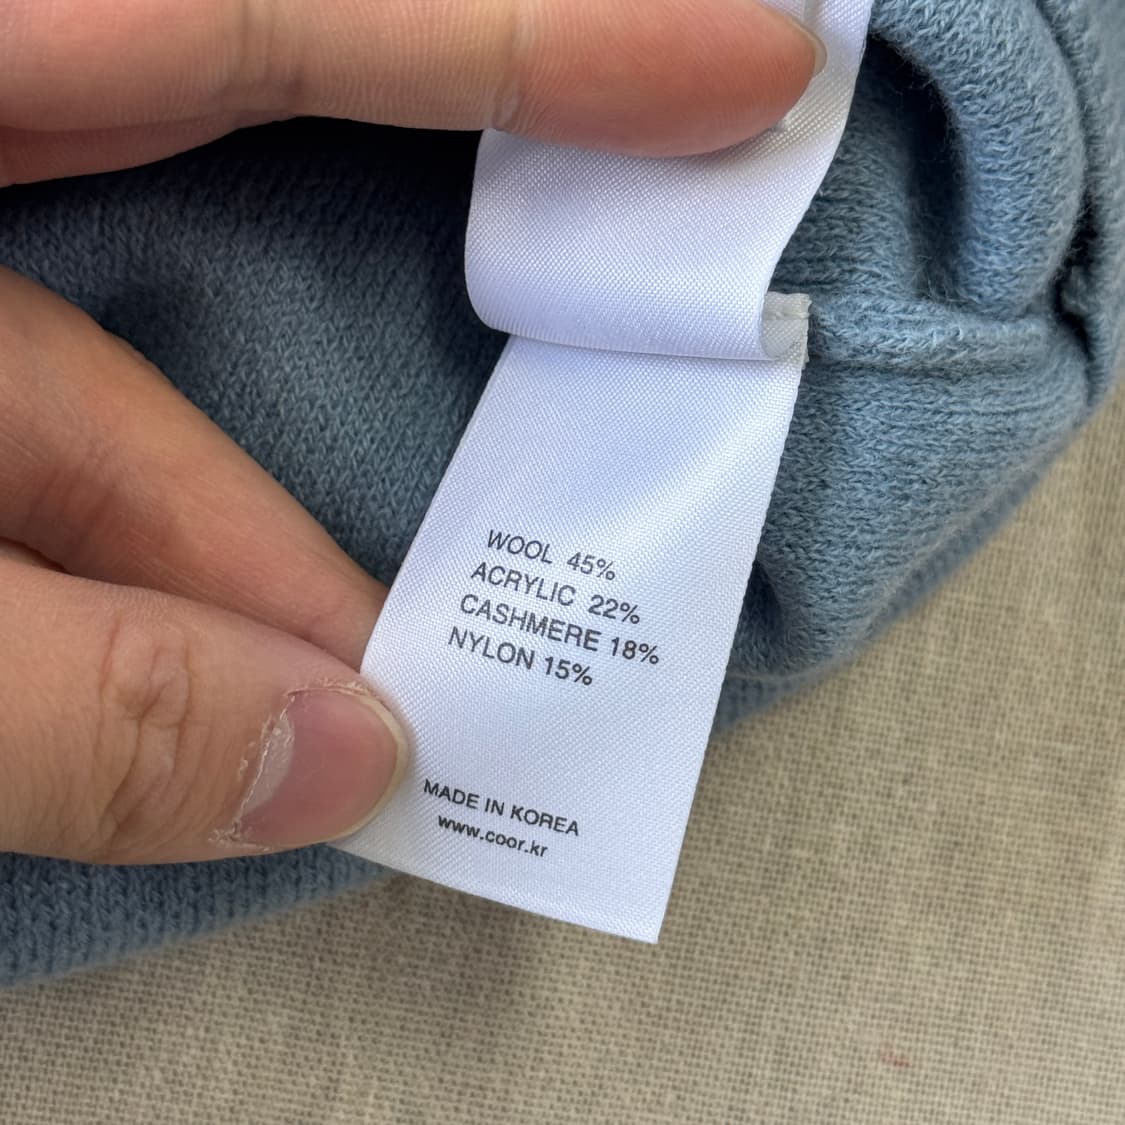 WOOL 45%
ACRYLIC 22%
CASHMERE 18%
NYLON 15%
MADE IN KOREA
www.coor.kr